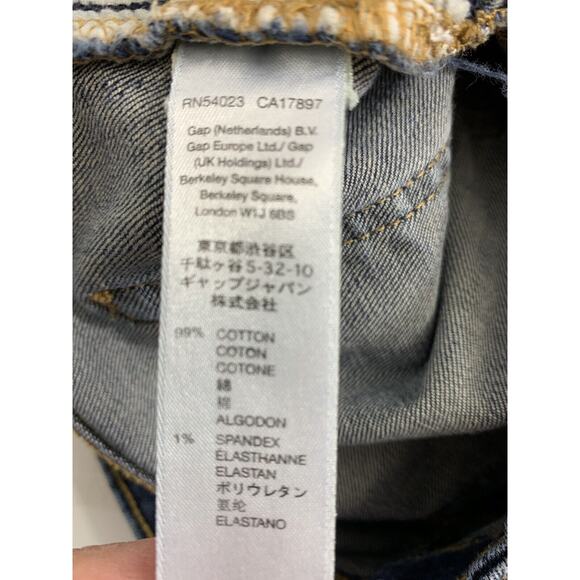 RN54023 CA17897
Gap (Netherlands) B.V.
Gap Europe Ltd./ Gap
(UK Holdings) Ltd./
Berkeley Square House,
Berkeley Square,
London W1J 6BS
東京都渋谷区
千駄ヶ谷5-32-10
ギャップジャパン
株式会社
99% COTTON
COTON
COTONE
綿
棉
ALGODON
1% SPANDEX
ÉLASTHANNE
ELASTAN
ポリウレタン
氨纶
ELASTANO